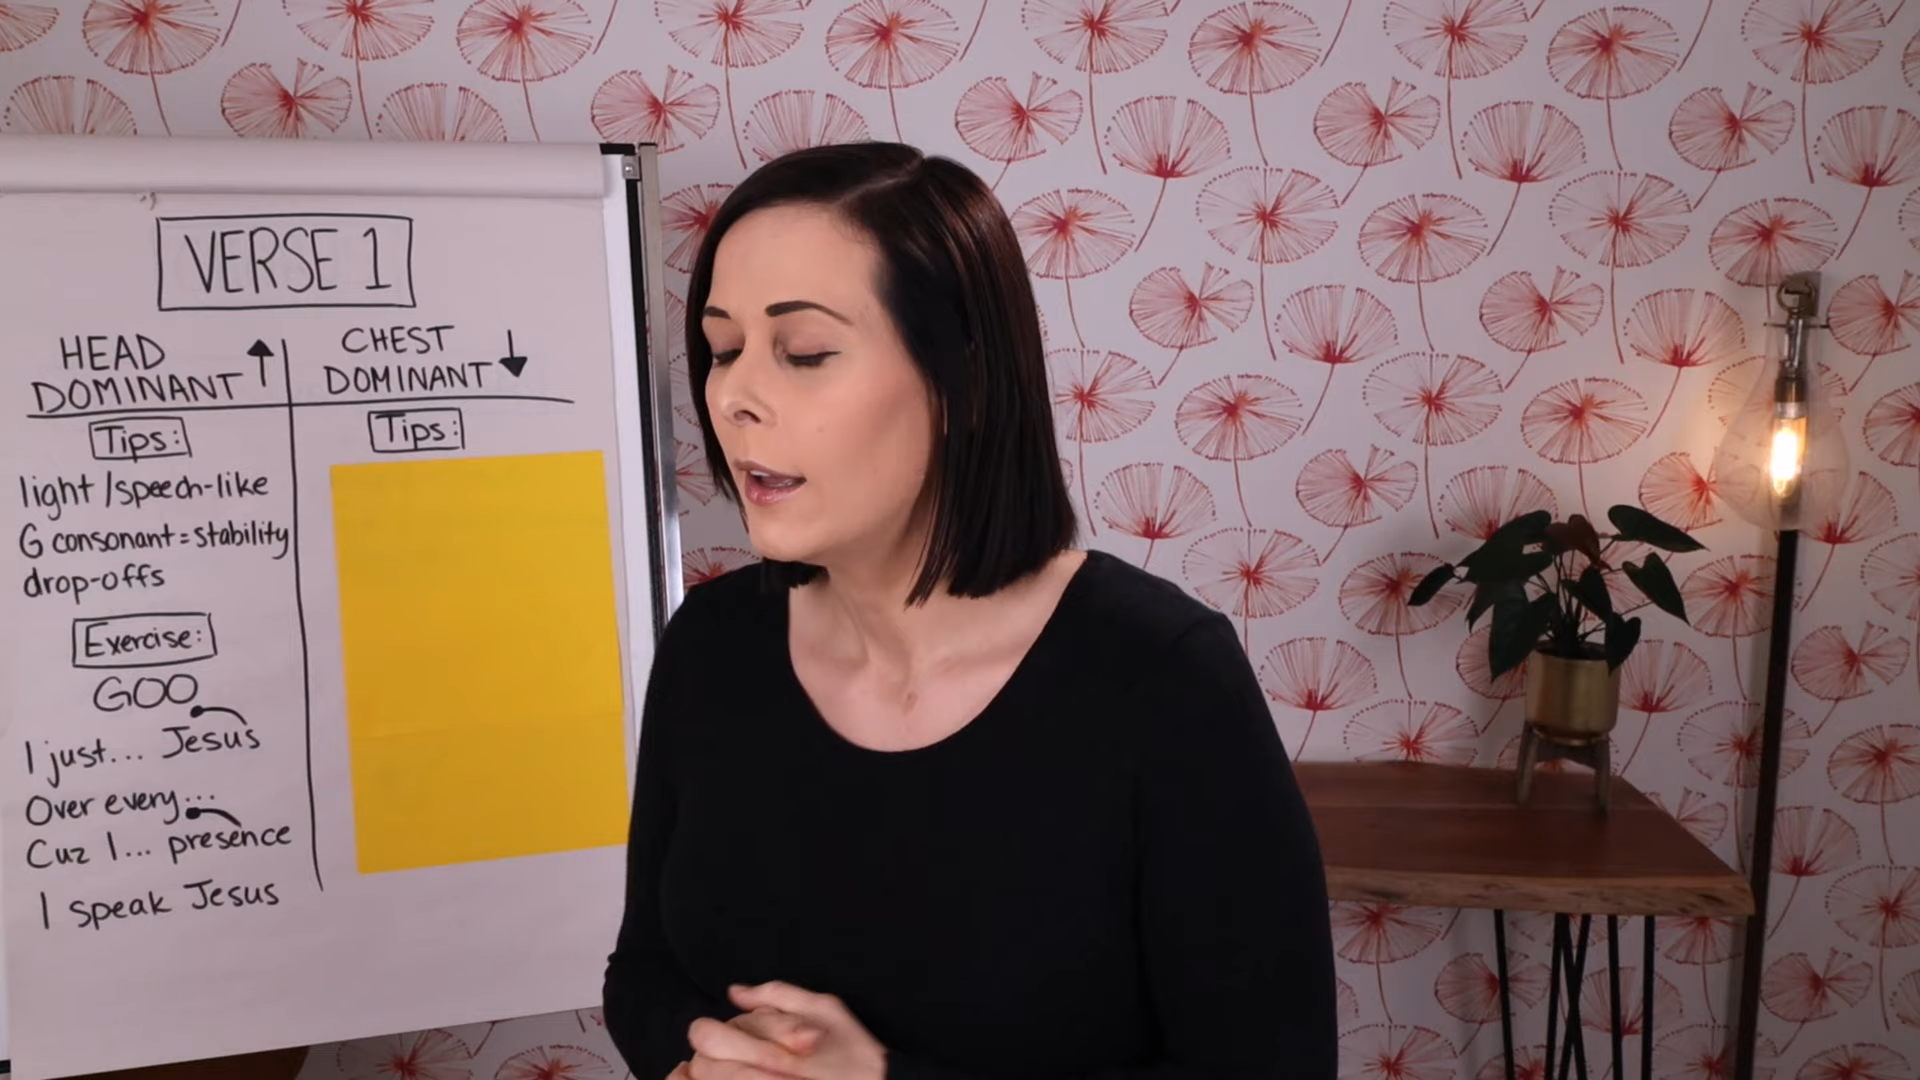 VERSE 1
HEAD
DOMINANT
Tips:
light/speech-like
G consonant = stability
drop-offs
Exercise:
GOO
I just... Jesus
Over every...
Cuz I... presence
I speak Jesus
CHEST
DOMINANT
Tips: